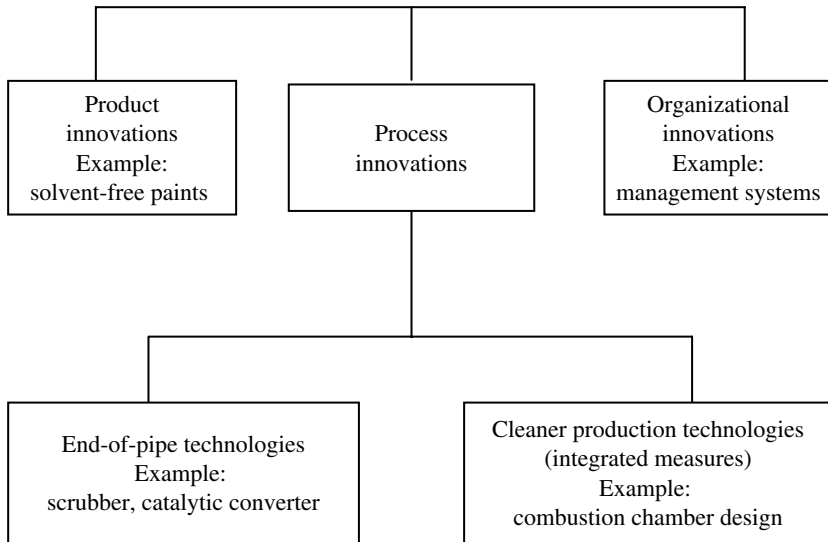 Product
innovations
Example:
solvent-free paints
Process
innovations
Organizational
innovations
Example:
management systems
End-of-pipe technologies
Example:
scrubber, catalytic converter
Cleaner production technologies
(integrated measures)
Example:
combustion chamber design